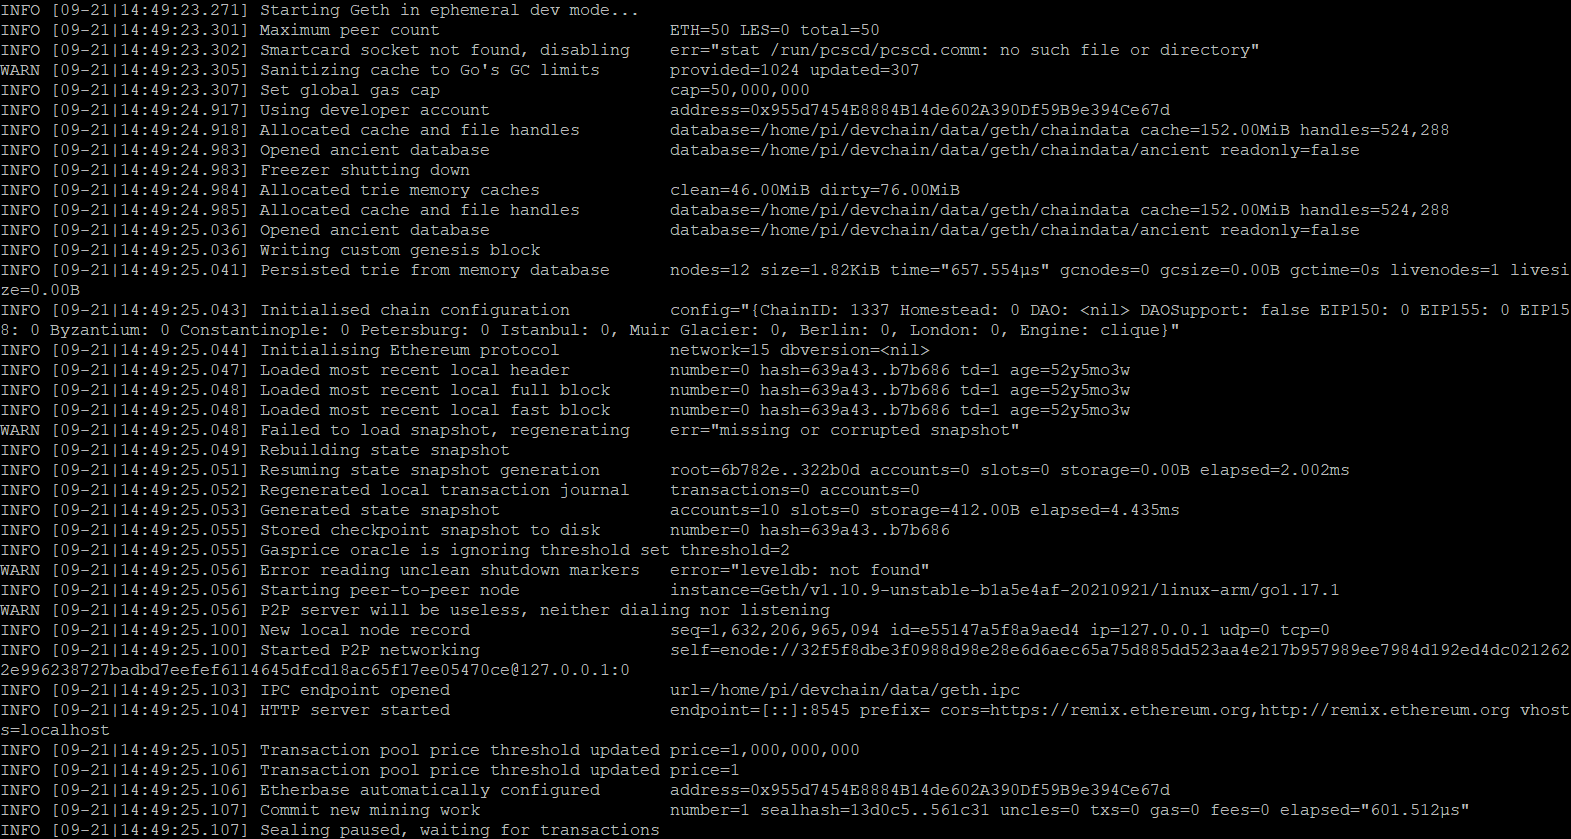 INFO [09-21|14:49:23.271] Starting Geth in ephemeral dev mode...
INFO [09-21|14:49:23.301] Maximum peer count                       ETH=50 LES=0 total=50
INFO [09-21|14:49:23.302] Smartcard socket not found, disabling    err="stat /run/pcscd/pcscd.comm: no such file or directory"
WARN [09-21|14:49:23.305] Sanitizing cache to Go's GC limits       provided=1024 updated=307
INFO [09-21|14:49:23.307] Set global gas cap                       cap=50,000,000
INFO [09-21|14:49:24.917] Using developer account                  address=0x955d7454E8884B14de602A390Df59B9e394Ce67d
INFO [09-21|14:49:24.918] Allocated cache and file handles         database=/home/pi/devchain/data/geth/chaindata cache=152.00MiB handles=524,288
INFO [09-21|14:49:24.983] Opened ancient database                  database=/home/pi/devchain/data/geth/chaindata/ancient readonly=false
INFO [09-21|14:49:24.983] Freezer shutting down
INFO [09-21|14:49:24.984] Allocated trie memory caches             clean=46.00MiB dirty=76.00MiB
INFO [09-21|14:49:24.985] Allocated cache and file handles         database=/home/pi/devchain/data/geth/chaindata cache=152.00MiB handles=524,288
INFO [09-21|14:49:25.036] Opened ancient database                  database=/home/pi/devchain/data/geth/chaindata/ancient readonly=false
INFO [09-21|14:49:25.036] Writing custom genesis block
INFO [09-21|14:49:25.041] Persisted trie from memory database      nodes=12 size=1.82KiB time="657.554µs" gcnodes=0 gcsize=0.00B gctime=0s livenodes=1 livesi
ze=0.00B
INFO [09-21|14:49:25.043] Initialised chain configuration          config="{ChainID: 1337 Homestead: 0 DAO: <nil> DAOSupport: false EIP150: 0 EIP155: 0 EIP15
8: 0 Byzantium: 0 Constantinople: 0 Petersburg: 0 Istanbul: 0, Muir Glacier: 0, Berlin: 0, London: 0, Engine: clique}"
INFO [09-21|14:49:25.044] Initialising Ethereum protocol           network=15 dbversion=<nil>
INFO [09-21|14:49:25.047] Loaded most recent local header          number=0 hash=639a43..b7b686 td=1 age=52y5mo3w
INFO [09-21|14:49:25.048] Loaded most recent local full block      number=0 hash=639a43..b7b686 td=1 age=52y5mo3w
INFO [09-21|14:49:25.048] Loaded most recent local fast block      number=0 hash=639a43..b7b686 td=1 age=52y5mo3w
WARN [09-21|14:49:25.048] Failed to load snapshot, regenerating    err="missing or corrupted snapshot"
INFO [09-21|14:49:25.049] Rebuilding state snapshot
INFO [09-21|14:49:25.051] Resuming state snapshot generation       root=6b782e..322b0d accounts=0 slots=0 storage=0.00B elapsed=2.002ms
INFO [09-21|14:49:25.052] Regenerated local transaction journal    transactions=0 accounts=0
INFO [09-21|14:49:25.053] Generated state snapshot                 accounts=10 slots=0 storage=412.00B elapsed=4.435ms
INFO [09-21|14:49:25.055] Stored checkpoint snapshot to disk       number=0 hash=639a43..b7b686
INFO [09-21|14:49:25.055] Gasprice oracle is ignoring threshold set threshold=2
WARN [09-21|14:49:25.056] Error reading unclean shutdown markers   error="leveldb: not found"
INFO [09-21|14:49:25.056] Starting peer-to-peer node               instance=Geth/v1.10.9-unstable-b1a5e4af-20210921/linux-arm/go1.17.1
WARN [09-21|14:49:25.056] P2P server will be useless, neither dialing nor listening
INFO [09-21|14:49:25.100] New local node record                    seq=1,632,206,965,094 id=e55147a5f8a9aed4 ip=127.0.0.1 udp=0 tcp=0
INFO [09-21|14:49:25.100] Started P2P networking                   self=enode://32f5f8dbe3f0988d98e28e6d6aec65a75d885dd523aa4e217b957989ee7984d192ed4dc021262
2e996238727badbd7eefef6114645dfcd18ac65f17ee05470ce@127.0.0.1:0
INFO [09-21|14:49:25.103] IPC endpoint opened                      url=/home/pi/devchain/data/geth.ipc
INFO [09-21|14:49:25.104] HTTP server started                      endpoint=[::]:8545 prefix= cors=https://remix.ethereum.org,http://remix.ethereum.org vhost
s=localhost
INFO [09-21|14:49:25.105] Transaction pool price threshold updated price=1,000,000,000
INFO [09-21|14:49:25.106] Transaction pool price threshold updated price=1
INFO [09-21|14:49:25.106] Etherbase automatically configured       address=0x955d7454E8884B14de602A390Df59B9e394Ce67d
INFO [09-21|14:49:25.107] Commit new mining work                   number=1 sealhash=13d0c5..561c31 uncles=0 txs=0 gas=0 fees=0 elapsed="601.512µs"
INFO [09-21|14:49:25.107] Sealing paused, waiting for transactions